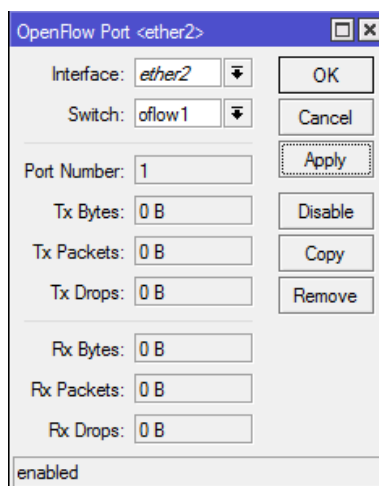 OpenFlow Port <ether2>
Interface: ether2
OK
Switch: oflow1
Cancel
Apply
Port Number: 1
Tx Bytes: 0 B
Disable
Tx Packets: 0 B
Copy
Tx Drops: 0 B
Remove
Rx Bytes: 0 B
Rx Packets: 0 B
Rx Drops: 0 B
enabled